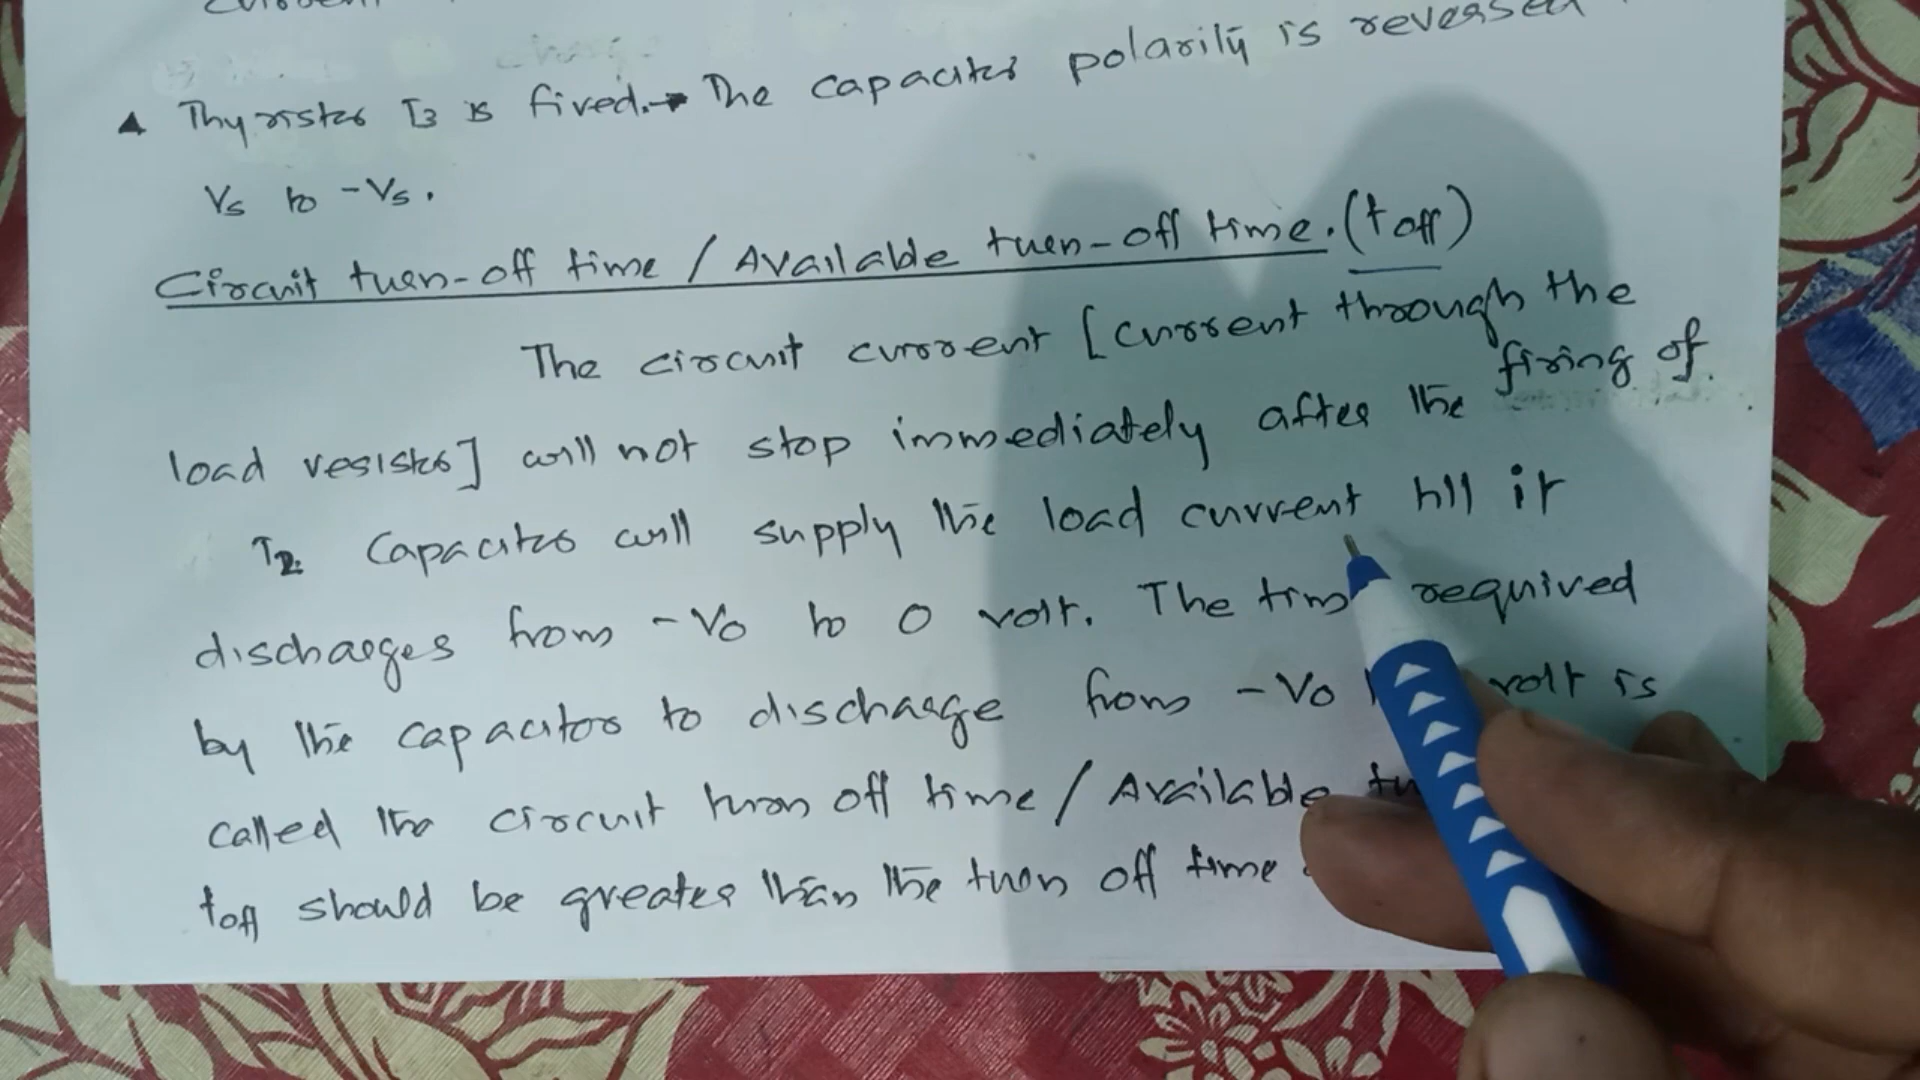 ▲ Thyristor T3 is fired.→ The capacitor polarity is reversed
Vs to -Vs.
Circuit turn-off time / Available turn-off time. (toff)
The circuit current [current through the
load resistor] will not stop immediately after the firing of
T2. Capacitor will supply the load current till it
discharges from -Vo to 0 volt. The time required
by the capacitor to discharge from -Vo volt is
called the circuit turn off time / Available
toff should be greater than the turn off time